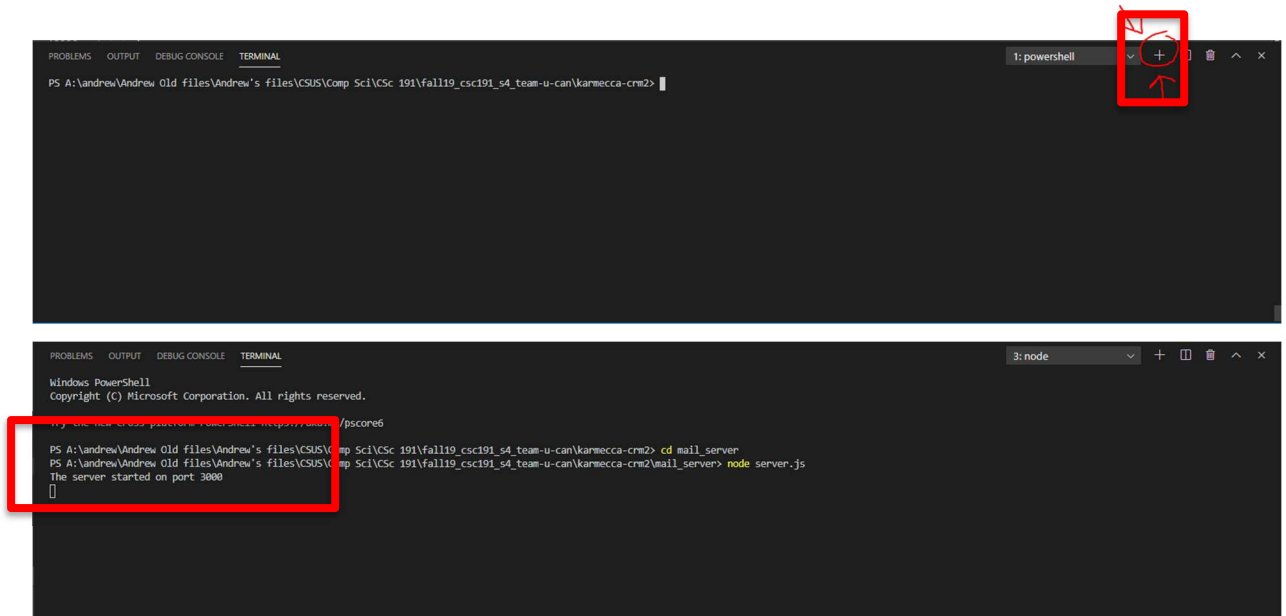 PROBLEMS OUTPUT DEBUG CONSOLE TERMINAL 1: powershell
PS A:\andrew\Andrew Old files\Andrew's files\CSUS\Comp Sci\CSc 191\fall19_csc191_s4_team-u-can\karmecca-crm2>
PROBLEMS OUTPUT DEBUG CONSOLE TERMINAL 3: node
Windows PowerShell
Copyright (C) Microsoft Corporation. All rights reserved.
/pscore6
PS A:\andrew\Andrew Old files\Andrew's files\CSUS\ mp Sci\CSc 191\fall19_csc191_s4_team-u-can\karmecca-crm2> cd mail_server
PS A:\andrew\Andrew Old files\Andrew's files\CSUS\ mp Sci\CSc 191\fall19_csc191_s4_team-u-can\karmecca-crm2\mail_server> node server.js
The server started on port 3000